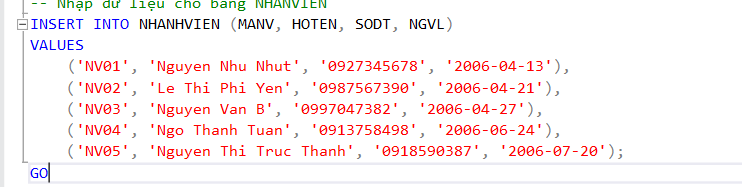 -- Nhập dữ liệu cho bảng NHANVIEN
INSERT INTO NHANHVIEN (MANV, HOTEN, SODT, NGVL)
VALUES
('NV01', 'Nguyen Nhu Nhut', '0927345678', '2006-04-13'),
('NV02', 'Le Thi Phi Yen', '0987567390', '2006-04-21'),
('NV03', 'Nguyen Van B', '0997047382', '2006-04-27'),
('NV04', 'Ngo Thanh Tuan', '0913758498', '2006-06-24'),
('NV05', 'Nguyen Thi Truc Thanh', '0918590387', '2006-07-20');
GO